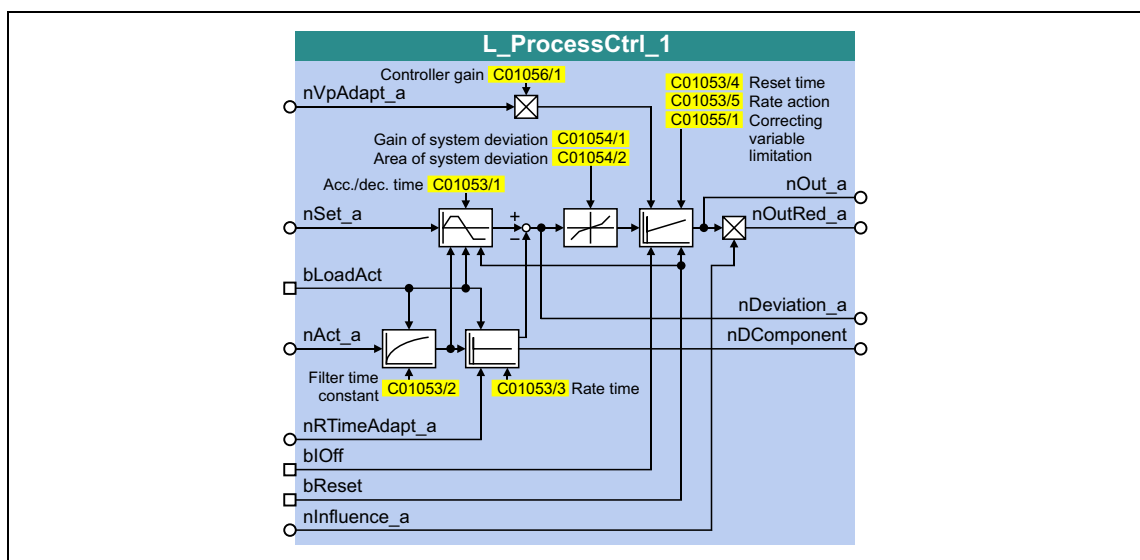 L_ProcessCtrl_1
Controller gain C01056/1
C01053/4 Reset time
C01053/5 Rate action
C01055/1 Correcting
variable
limitation
nVpAdapt_a
Gain of system deviation C01054/1
Area of system deviation C01054/2
Acc./dec. time C01053/1
nOut_a
nSet_a
+
−
nOutRed_a
bLoadAct
nDeviation_a
nAct_a
nDComponent
Filter time
constant C01053/2
C01053/3 Rate time
nRTimeAdapt_a
bIOff
bReset
nInfluence_a